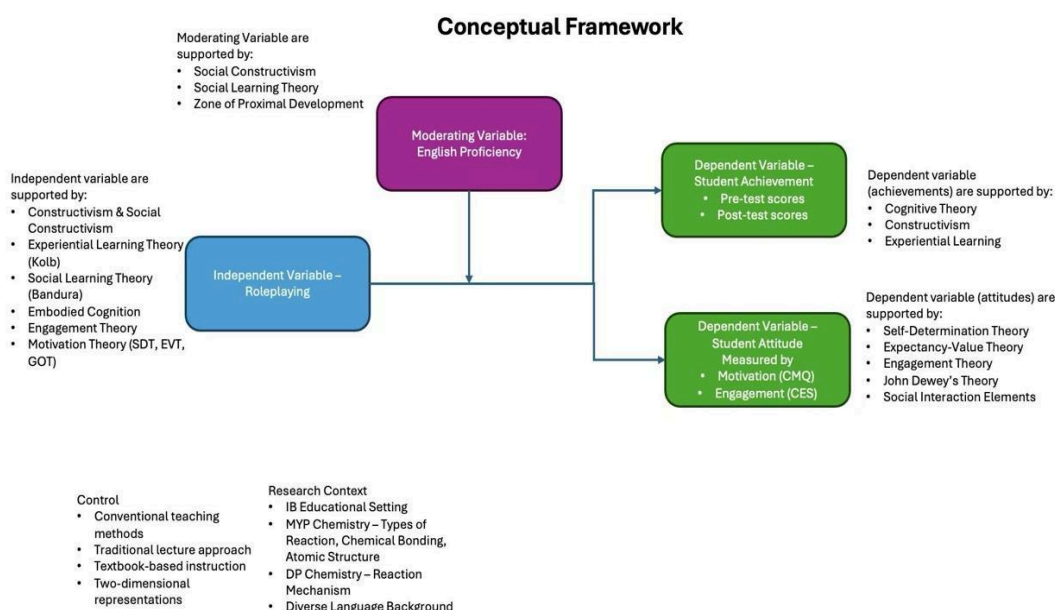 Conceptual Framework
Moderating Variable are
supported by:
• Social Constructivism
• Social Learning Theory
• Zone of Proximal Development
Moderating Variable:
English Proficiency
Independent variable are
supported by:
• Constructivism & Social
Constructivism
• Experiential Learning Theory
(Kolb)
• Social Learning Theory
(Bandura)
• Embodied Cognition
• Engagement Theory
• Motivation Theory (SDT, EVT,
GOT)
Independent Variable –
Roleplaying
Dependent Variable –
Student Achievement
• Pre-test scores
• Post-test scores
Dependent variable
(achievements) are supported by:
• Cognitive Theory
• Constructivism
• Experiential Learning
Dependent Variable –
Student Attitude
Measured by
• Motivation (CMQ)
• Engagement (CES)
Dependent variable (attitudes) are
supported by:
• Self-Determination Theory
• Expectancy-Value Theory
• Engagement Theory
• John Dewey's Theory
• Social Interaction Elements
Control
• Conventional teaching
methods
• Traditional lecture approach
• Textbook-based instruction
• Two-dimensional
representations
Research Context
• IB Educational Setting
• MYP Chemistry – Types of
Reaction, Chemical Bonding,
Atomic Structure
• DP Chemistry – Reaction
Mechanism
• Diverse Language Background